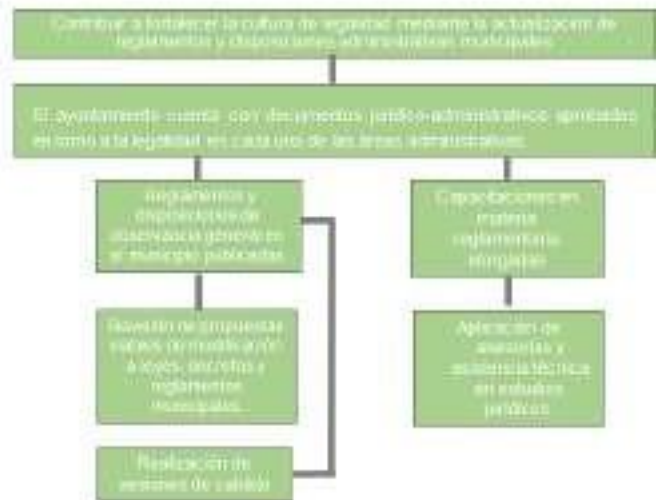 Contribuir a fortalecer la cultura de legalidad mediante la actualización de
reglamentos y disposiciones administrativas municipales
El ayuntamiento cuenta con documentos jurídico-administrativos aprobados
en torno a la legalidad en cada uno de las áreas administrativas
Reglamentos y
disposiciones de
observancia general en
el municipio publicados
Revisión de propuestas
viables de modificación
a leyes, decretos y
reglamentos
municipales
Realización de
sesiones de cabildo
Capacitaciones en
materia
reglamentaria
otorgadas
Aplicación de
asesorías y
asistencia técnica
en estudios
jurídicos